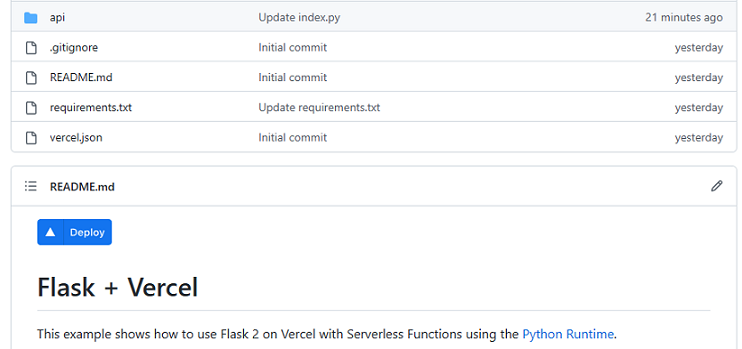 api Update index.py 21 minutes ago
.gitignore Initial commit yesterday
README.md Initial commit yesterday
requirements.txt Update requirements.txt yesterday
vercel.json Initial commit yesterday
README.md
Deploy
Flask + Vercel
This example shows how to use Flask 2 on Vercel with Serverless Functions using the Python Runtime.